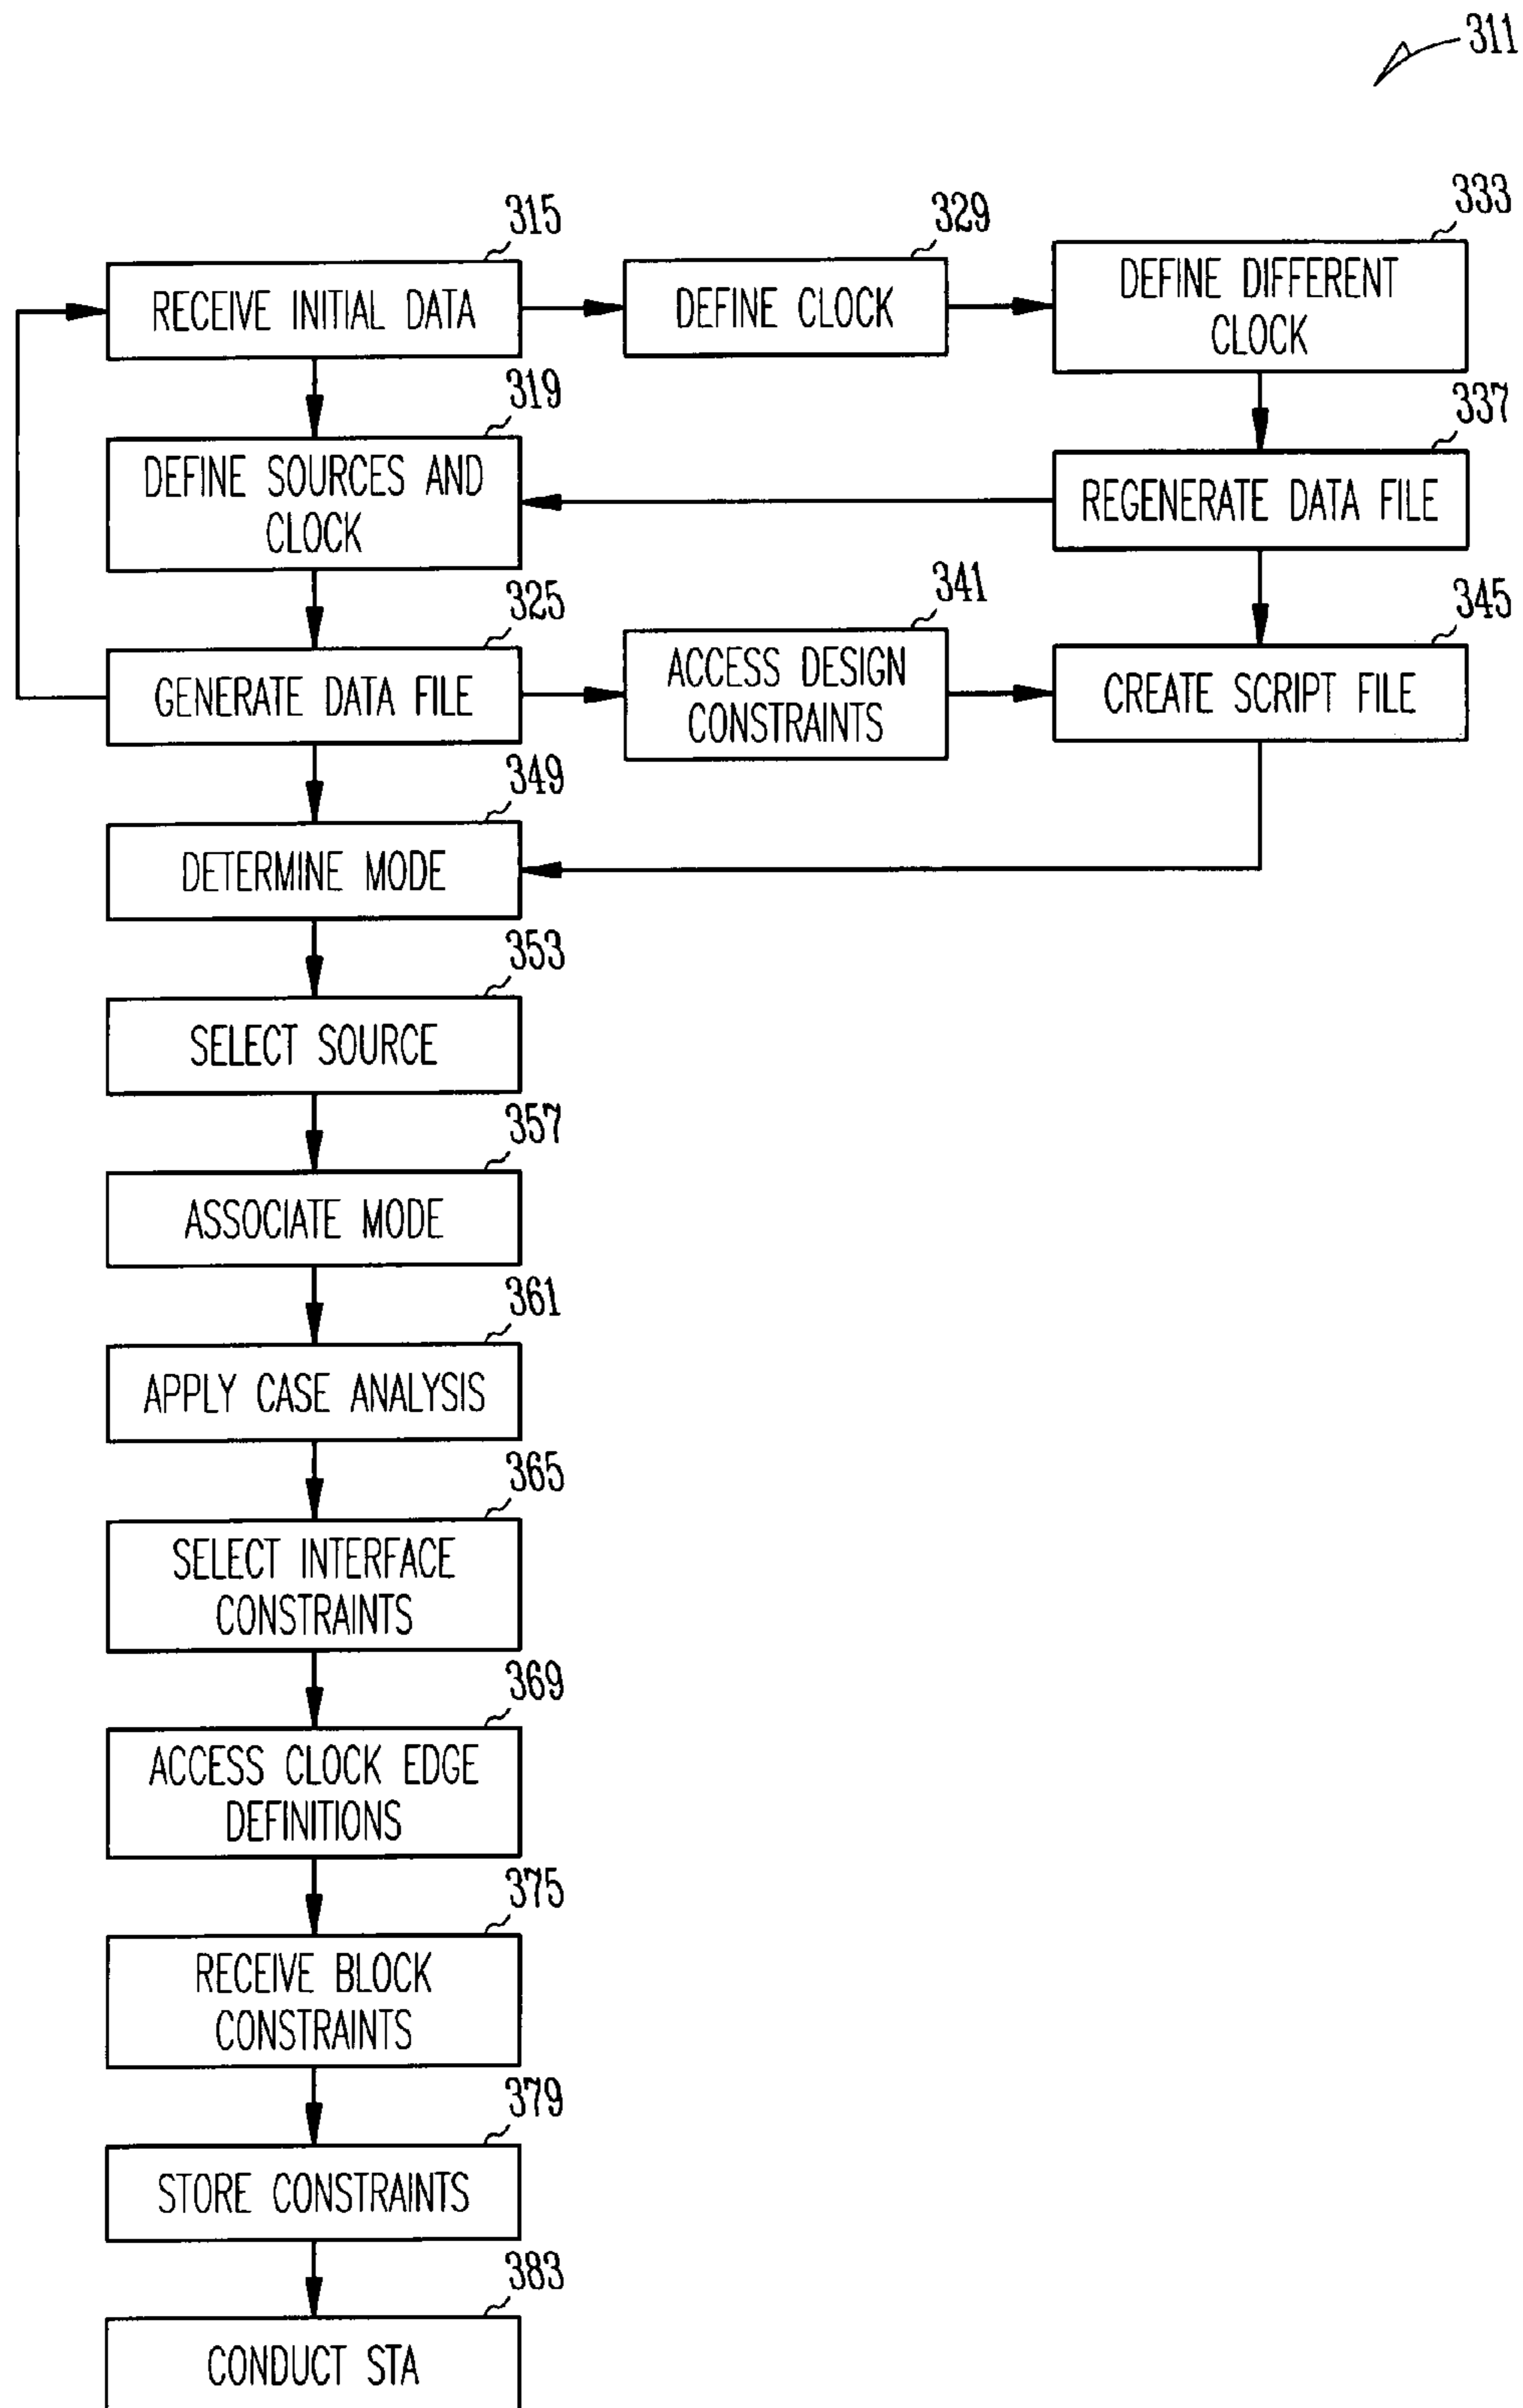 311
315
RECEIVE INITIAL DATA
329
DEFINE CLOCK
333
DEFINE DIFFERENT
CLOCK
319
DEFINE SOURCES AND
CLOCK
337
REGENERATE DATA FILE
325
GENERATE DATA FILE
341
ACCESS DESIGN
CONSTRAINTS
345
CREATE SCRIPT FILE
349
DETERMINE MODE
353
SELECT SOURCE
357
ASSOCIATE MODE
361
APPLY CASE ANALYSIS
365
SELECT INTERFACE
CONSTRAINTS
369
ACCESS CLOCK EDGE
DEFINITIONS
375
RECEIVE BLOCK
CONSTRAINTS
379
STORE CONSTRAINTS
383
CONDUCT STA